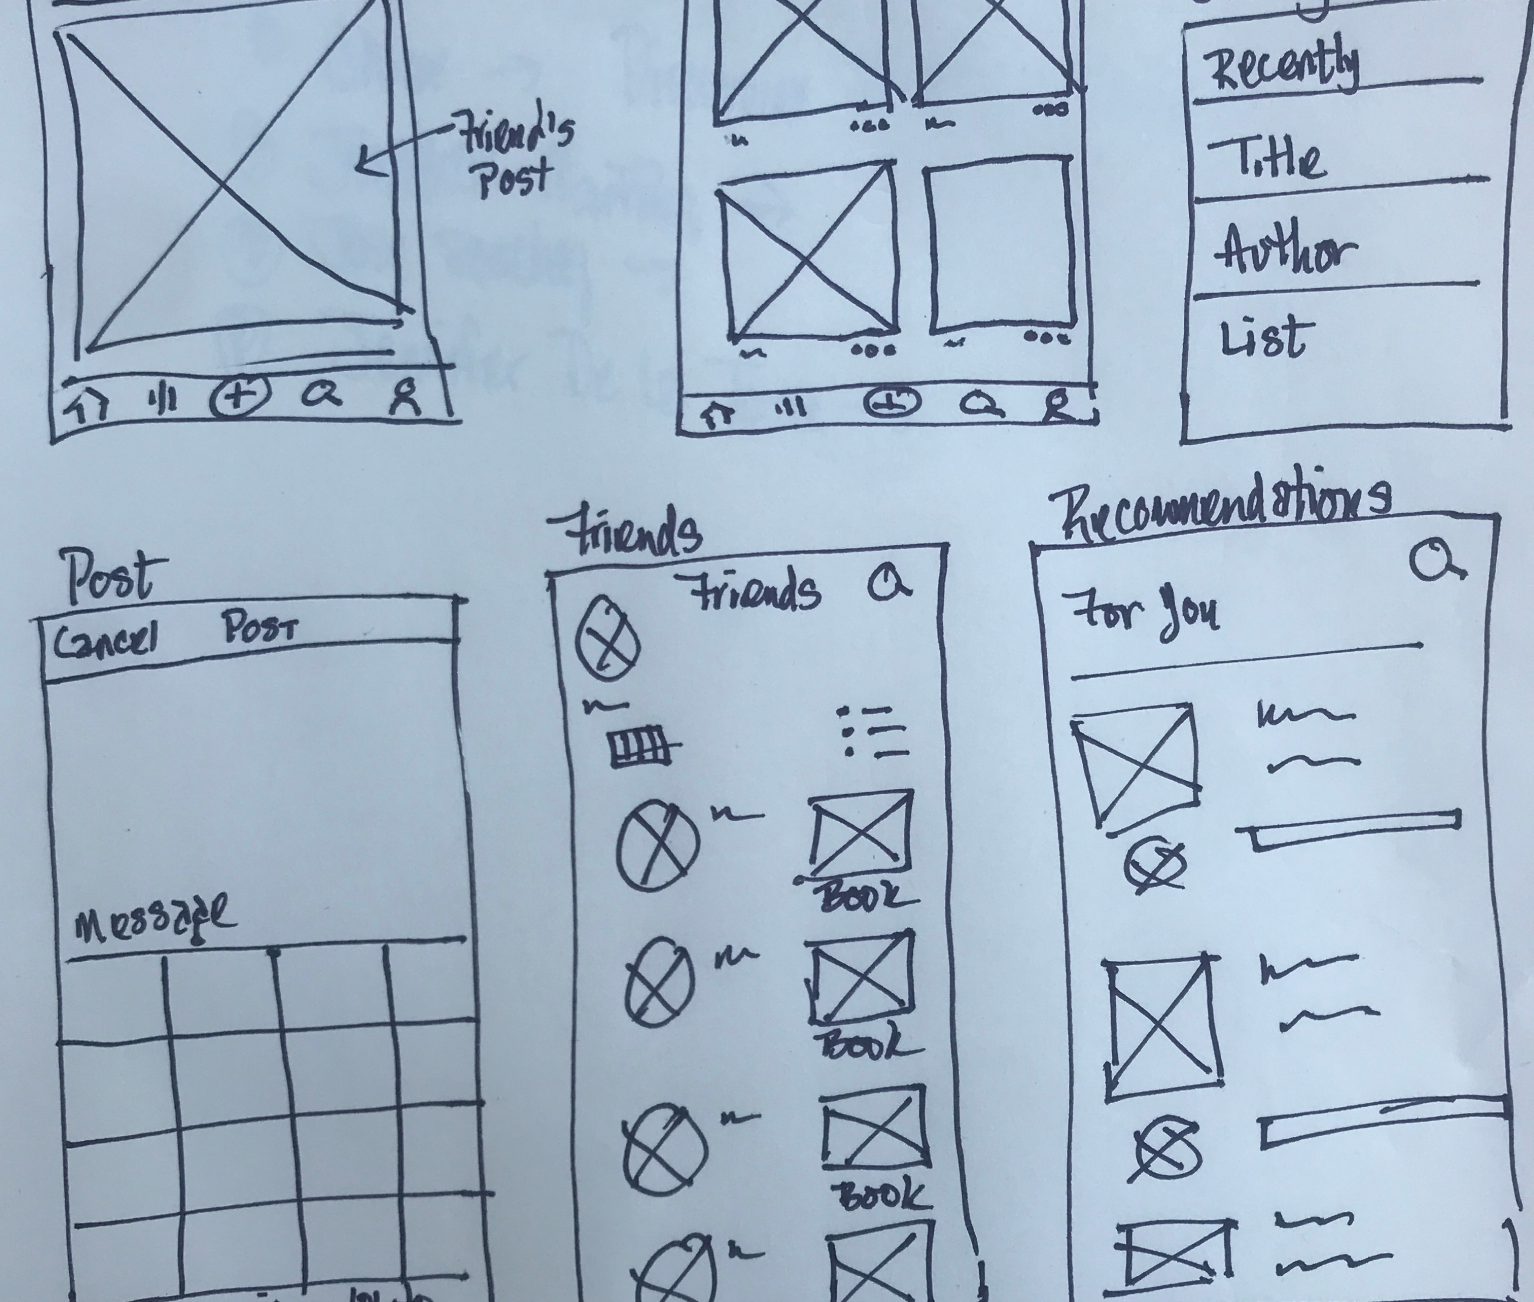 Friend's
Post
Recently
Title
Author
List
Post
Cancel Post
Message
Friends
Friends
Book
Book
Book
Recommendations
For You